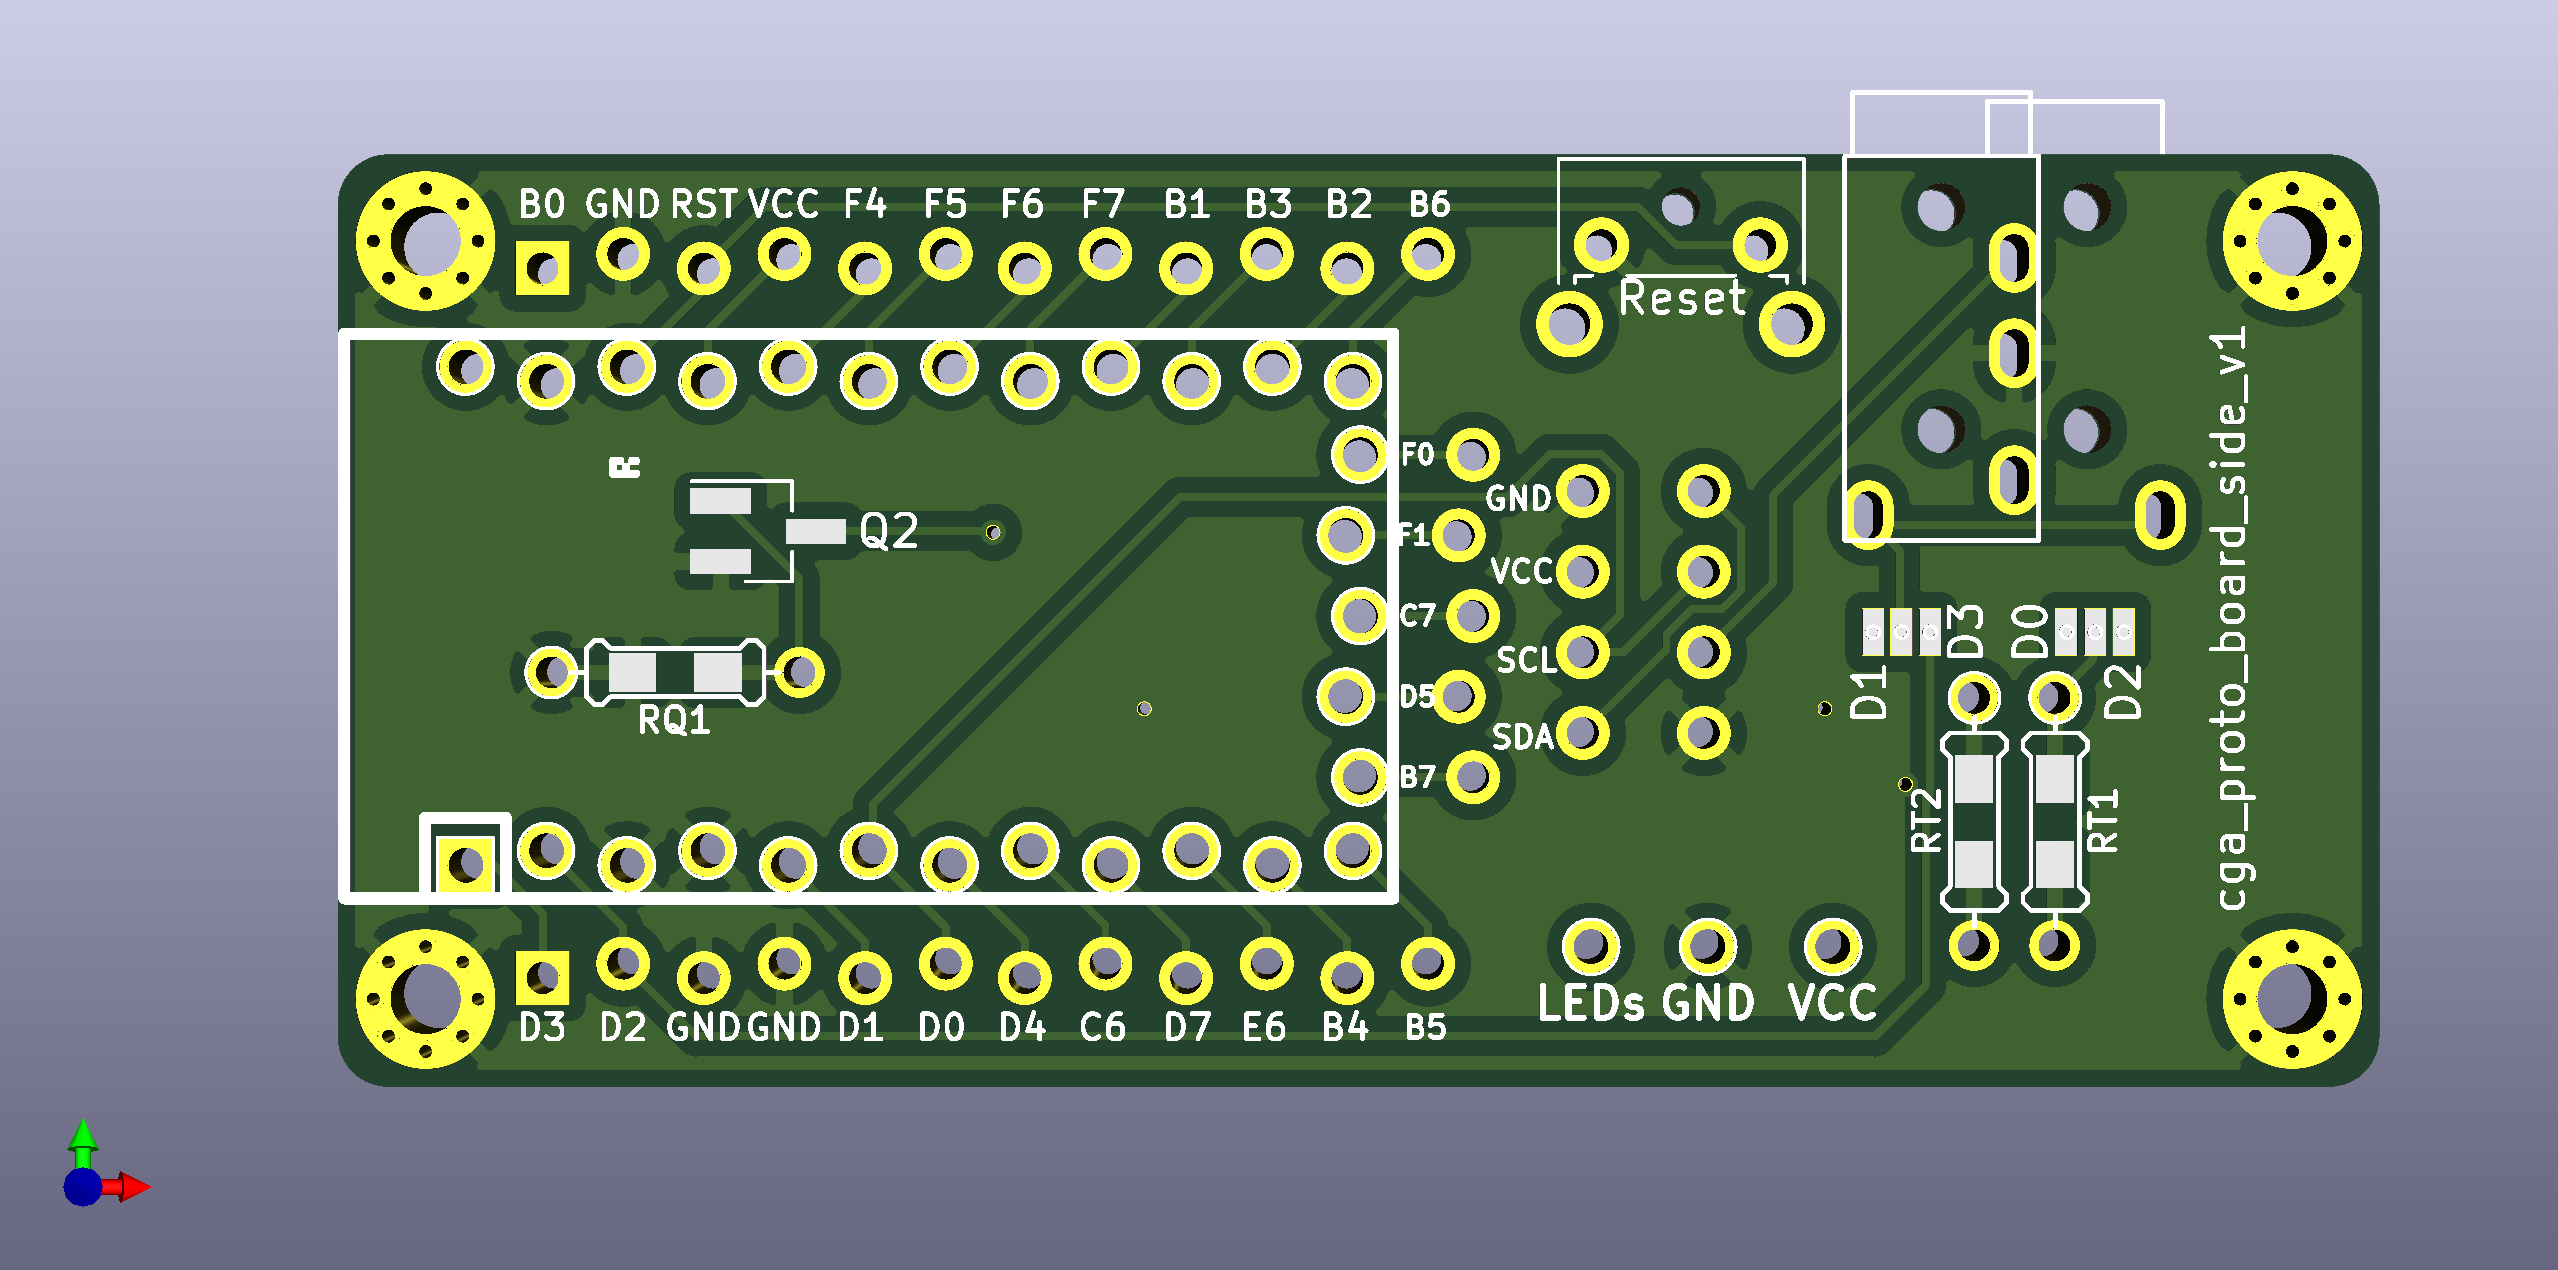 B0 GND RST VCC F4 F5 F6 F7 B1 B3 B2 B6
Reset
R
Q2
RQ1
F0
F1
C7
D5
B7
GND
VCC
SCL
SDA
D1
D3
D0
D2
RT2
RT1
LEDs GND VCC
D3 D2 GND GND D1 D0 D4 C6 D7 E6 B4 B5
cga_proto_board_side_v1